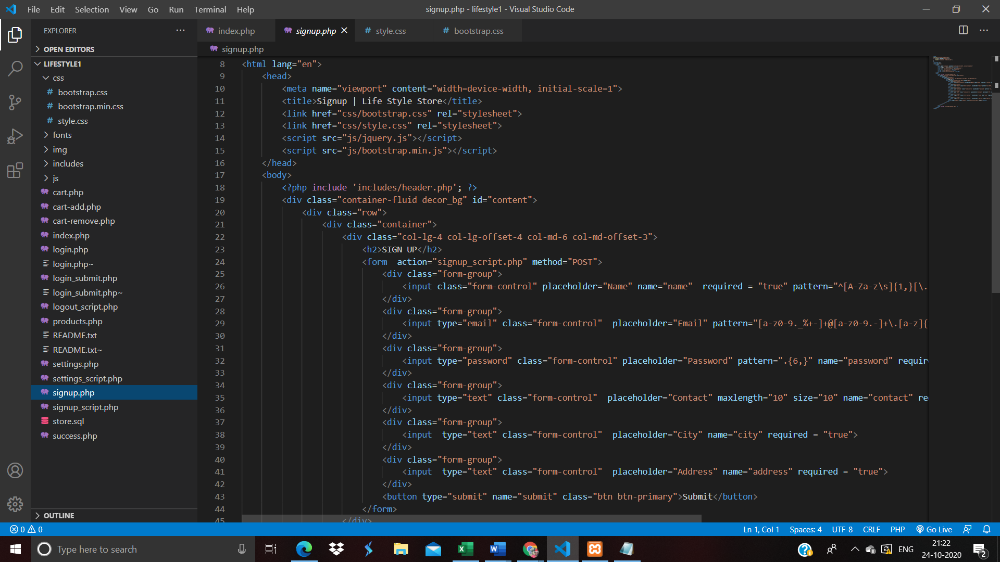 File Edit Selection View Go Run Terminal Help
signup.php - lifestyle1 - Visual Studio Code
EXPLORER
OPEN EDITORS
LIFESTYLE1
css
# bootstrap.css
# bootstrap.min.css
# style.css
fonts
img
includes
js
cart.php
cart-add.php
cart-remove.php
index.php
login.php
login.php~
login_submit.php
login_submit.php~
logout_script.php
products.php
README.txt
README.txt~
settings.php
settings_script.php
signup.php
signup_script.php
store.sql
success.php
OUTLINE
index.php
signup.php
# style.css
# bootstrap.css
signup.php
8 <html lang="en">
9 <head>
10 <meta name="viewport" content="width=device-width, initial-scale=1">
11 <title>Signup | Life Style Store</title>
12 <link href="css/bootstrap.css" rel="stylesheet">
13 <link href="css/style.css" rel="stylesheet">
14 <script src="js/jquery.js"></script>
15 <script src="js/bootstrap.min.js"></script>
16 </head>
17 <body>
18 <?php include 'includes/header.php'; ?>
19 <div class="container-fluid decor_bg" id="content">
20 <div class="row">
21 <div class="container">
22 <div class="col-lg-4 col-lg-offset-4 col-md-6 col-md-offset-3">
23 <h2>SIGN UP</h2>
24 <form  action="signup_script.php" method="POST">
25 <div class="form-group">
26 <input class="form-control" placeholder="Name" name="name"  required = "true" pattern="^[A-Za-z\s]{1,}[\.
27 </div>
28 <div class="form-group">
29 <input type="email" class="form-control"  placeholder="Email" pattern="[a-z0-9._%+-]+@[a-z0-9.-]+\.[a-z]{
30 </div>
31 <div class="form-group">
32 <input type="password" class="form-control" placeholder="Password" pattern=".{6,}" name="password" requir
33 </div>
34 <div class="form-group">
35 <input type="text" class="form-control"  placeholder="Contact" maxlength="10" size="10" name="contact" re
36 </div>
37 <div class="form-group">
38 <input  type="text" class="form-control"  placeholder="City" name="city" required = "true">
39 </div>
40 <div class="form-group">
41 <input  type="text" class="form-control"  placeholder="Address" name="address" required = "true">
42 </div>
43 <button type="submit" name="submit" class="btn btn-primary">Submit</button>
44 </form>
45 </div>
0 0
Ln 1, Col 1 Spaces: 4 UTF-8 CRLF PHP Go Live
Type here to search
ENG
21:22
24-10-2020
2